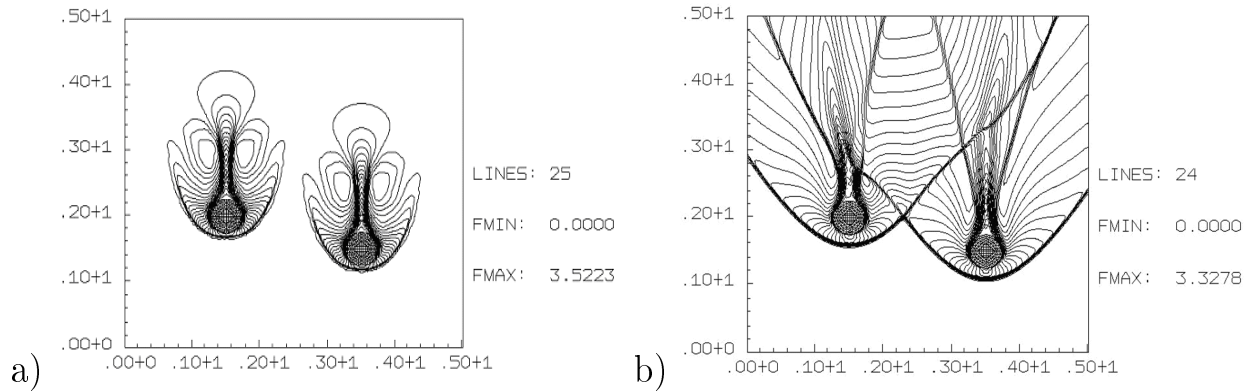 .50+1
.40+1
.30+1
.20+1
.10+1
.00+0
.00+0 .10+1 .20+1 .30+1 .40+1 .50+1
LINES: 25
FMIN: 0.0000
FMAX: 3.5223
a)
.50+1
.40+1
.30+1
.20+1
.10+1
.00+0
.00+0 .10+1 .20+1 .30+1 .40+1 .50+1
LINES: 24
FMIN: 0.0000
FMAX: 3.3278
b)